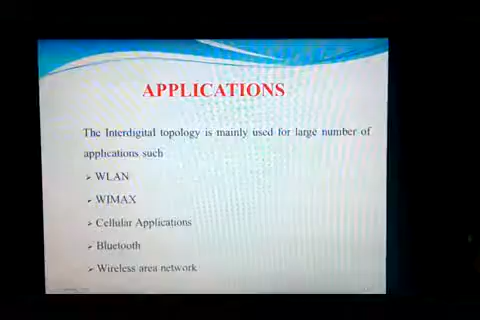 APPLICATIONS
The Interdigital topology is mainly used for large number of
applications such
➢ WLAN
➢ WIMAX
➢ Cellular Applications
➢ Bluetooth
➢ Wireless area network